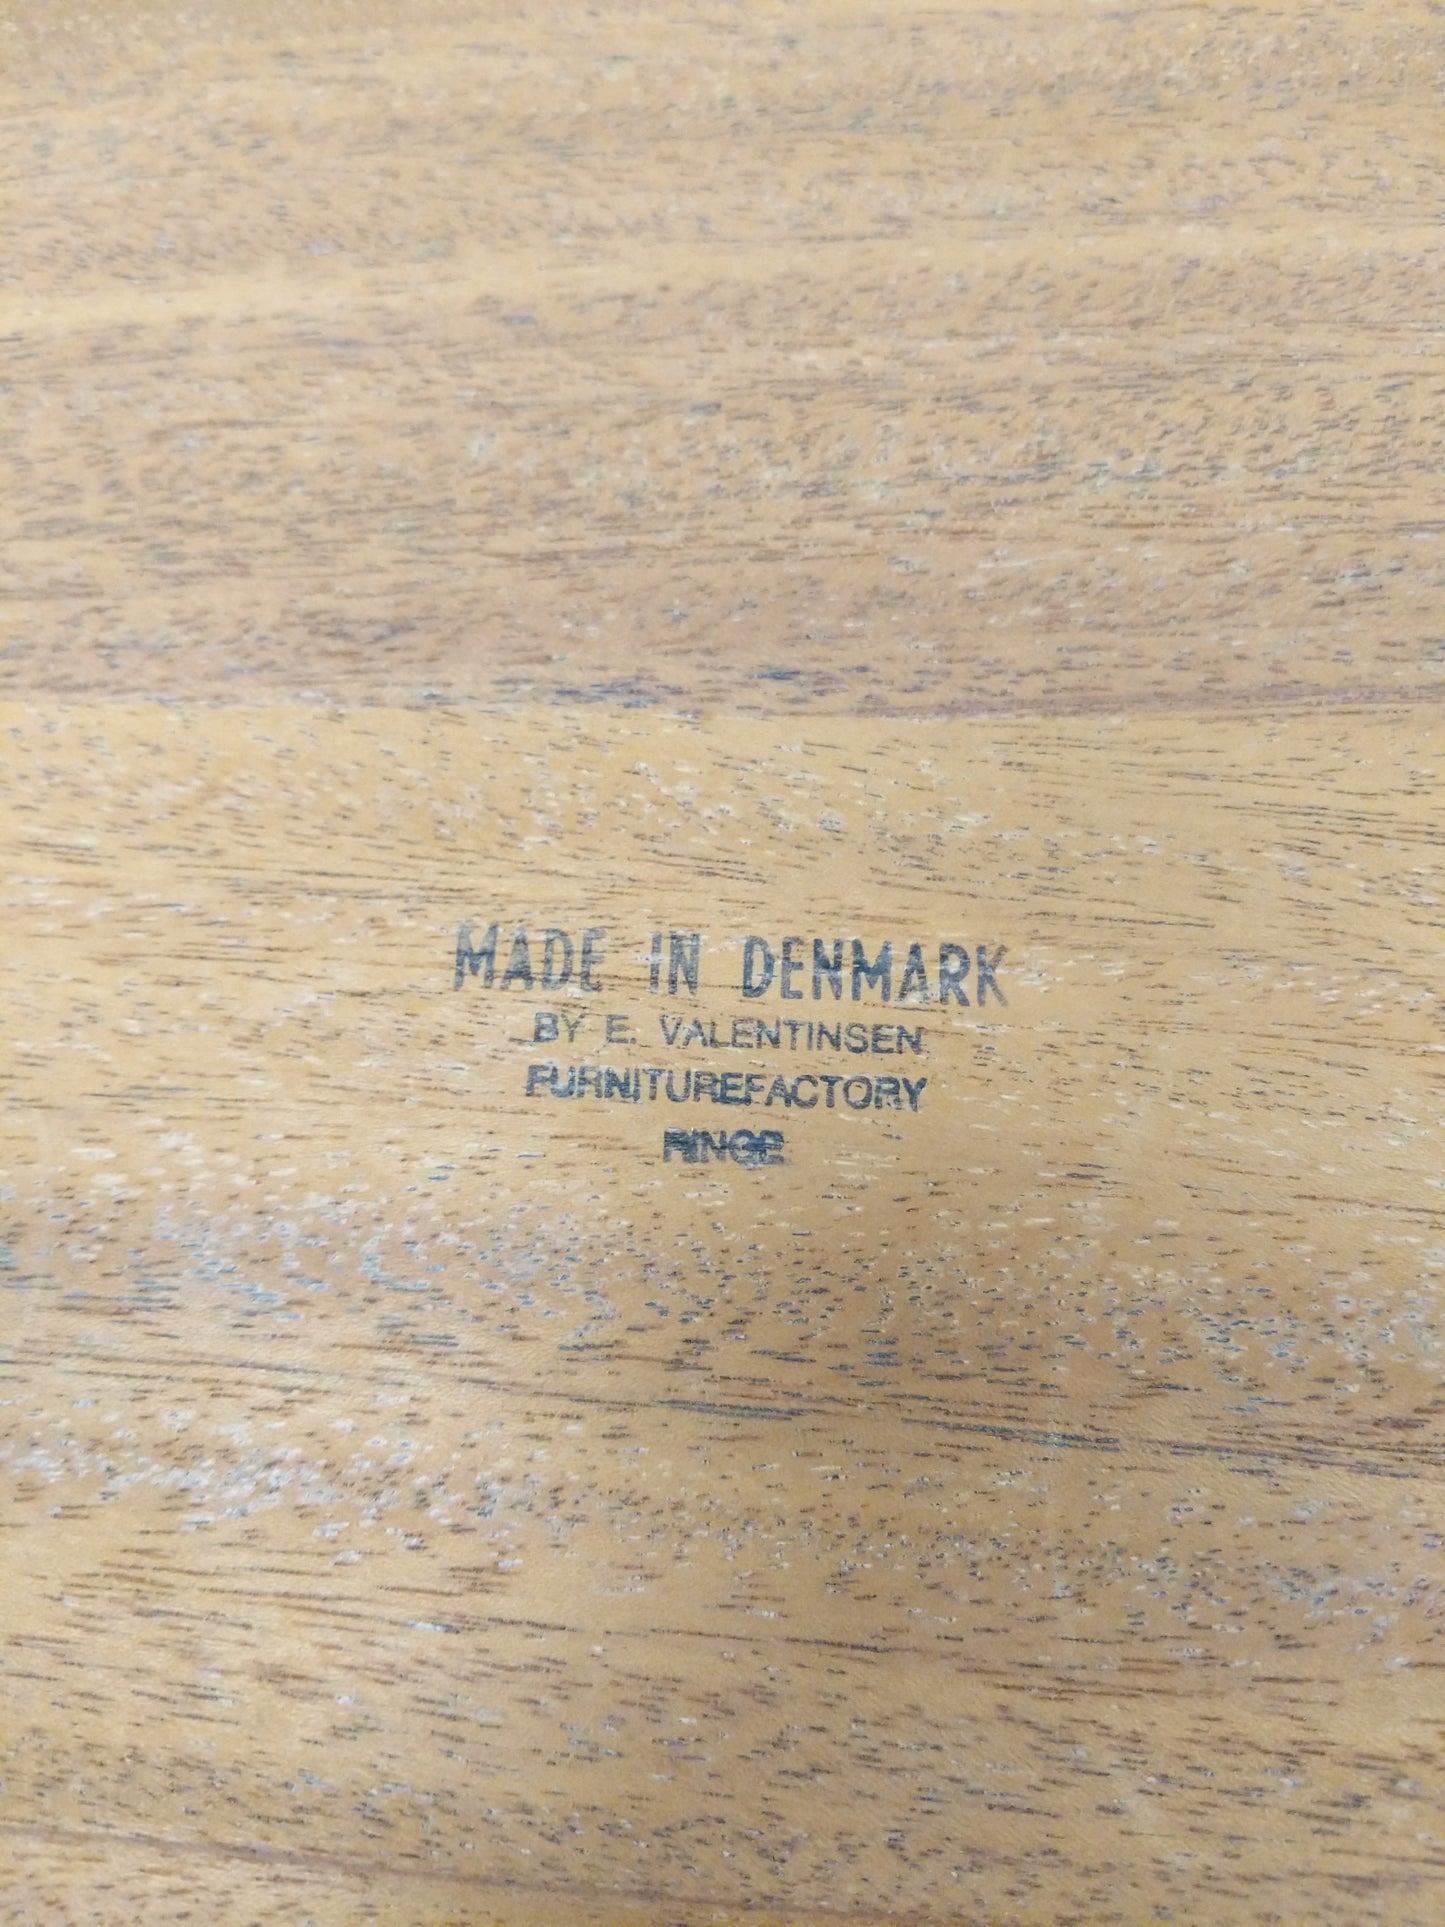 MADE IN DENMARK
BY E. VALENTINSEN
FURNITUREFACTORY
RINGE